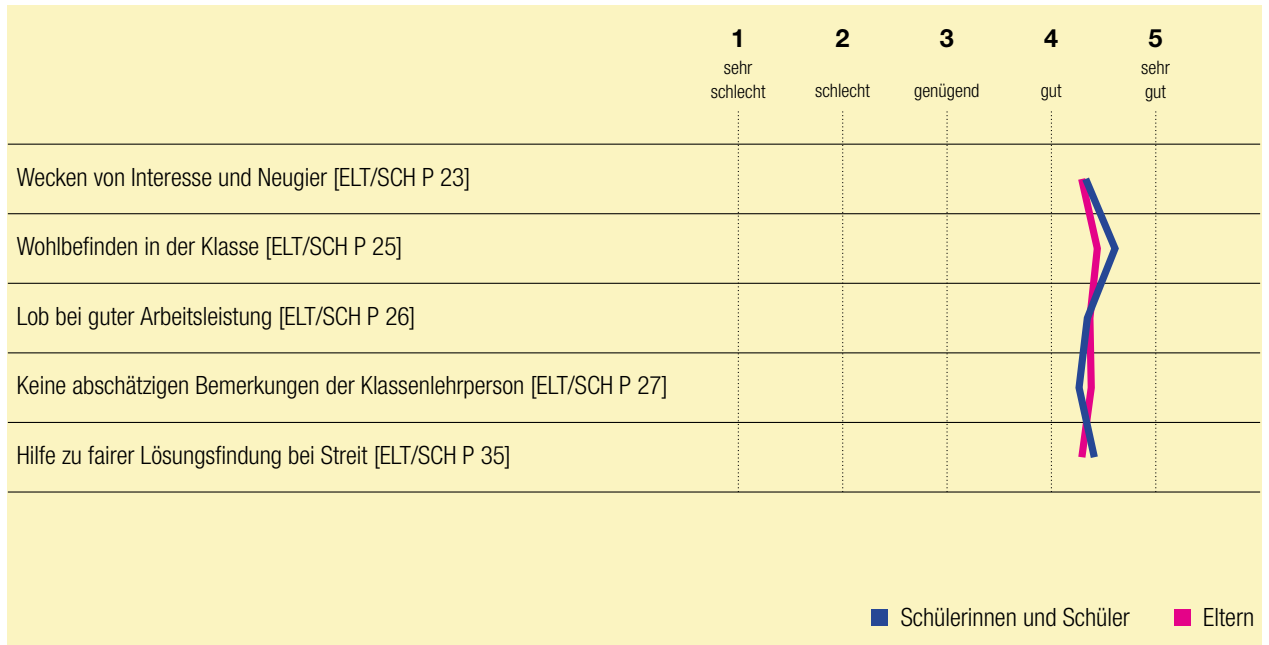 1 2 3 4 5
sehr schlecht schlecht genügend gut sehr gut
Wecken von Interesse und Neugier [ELT/SCH P 23]
Wohlbefinden in der Klasse [ELT/SCH P 25]
Lob bei guter Arbeitsleistung [ELT/SCH P 26]
Keine abschätzigen Bemerkungen der Klassenlehrperson [ELT/SCH P 27]
Hilfe zu fairer Lösungsfindung bei Streit [ELT/SCH P 35]
Schülerinnen und Schüler Eltern